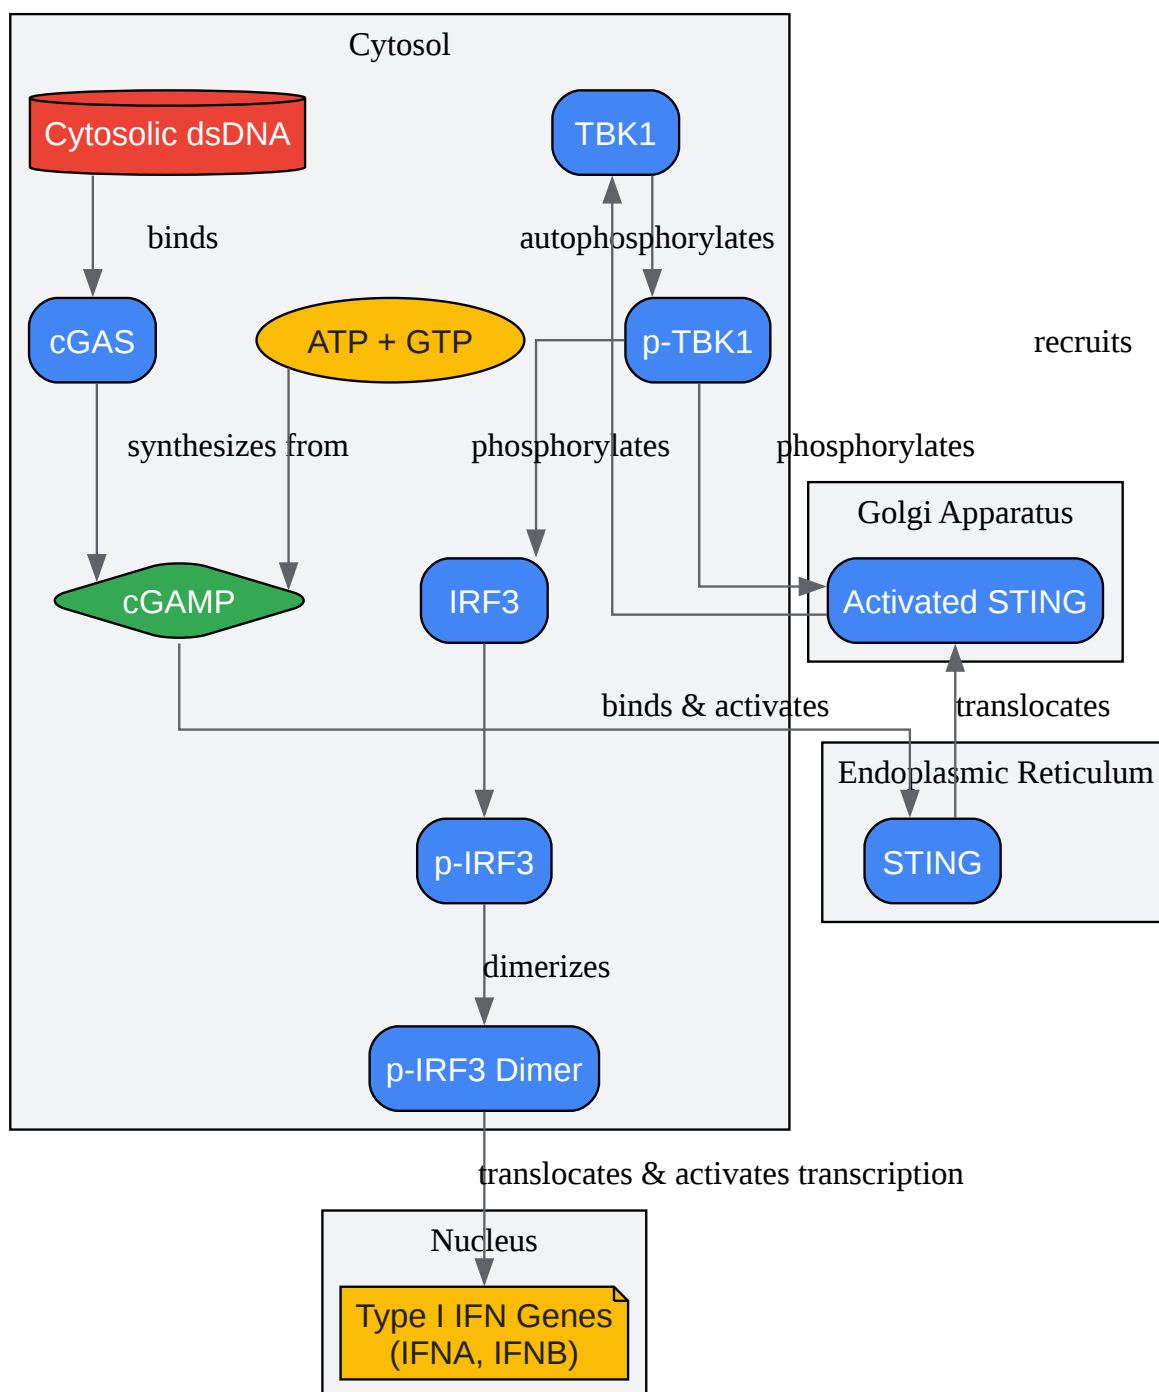 Cytosol
Cytosolic dsDNA
TBK1
binds
autophosphorylates
cGAS
ATP + GTP
p-TBK1
recruits
synthesizes from
phosphorylates
phosphorylates
Golgi Apparatus
cGAMP
IRF3
Activated STING
binds & activates
translocates
Endoplasmic Reticulum
p-IRF3
STING
dimerizes
p-IRF3 Dimer
translocates & activates transcription
Nucleus
Type I IFN Genes
(IFNA, IFNB)